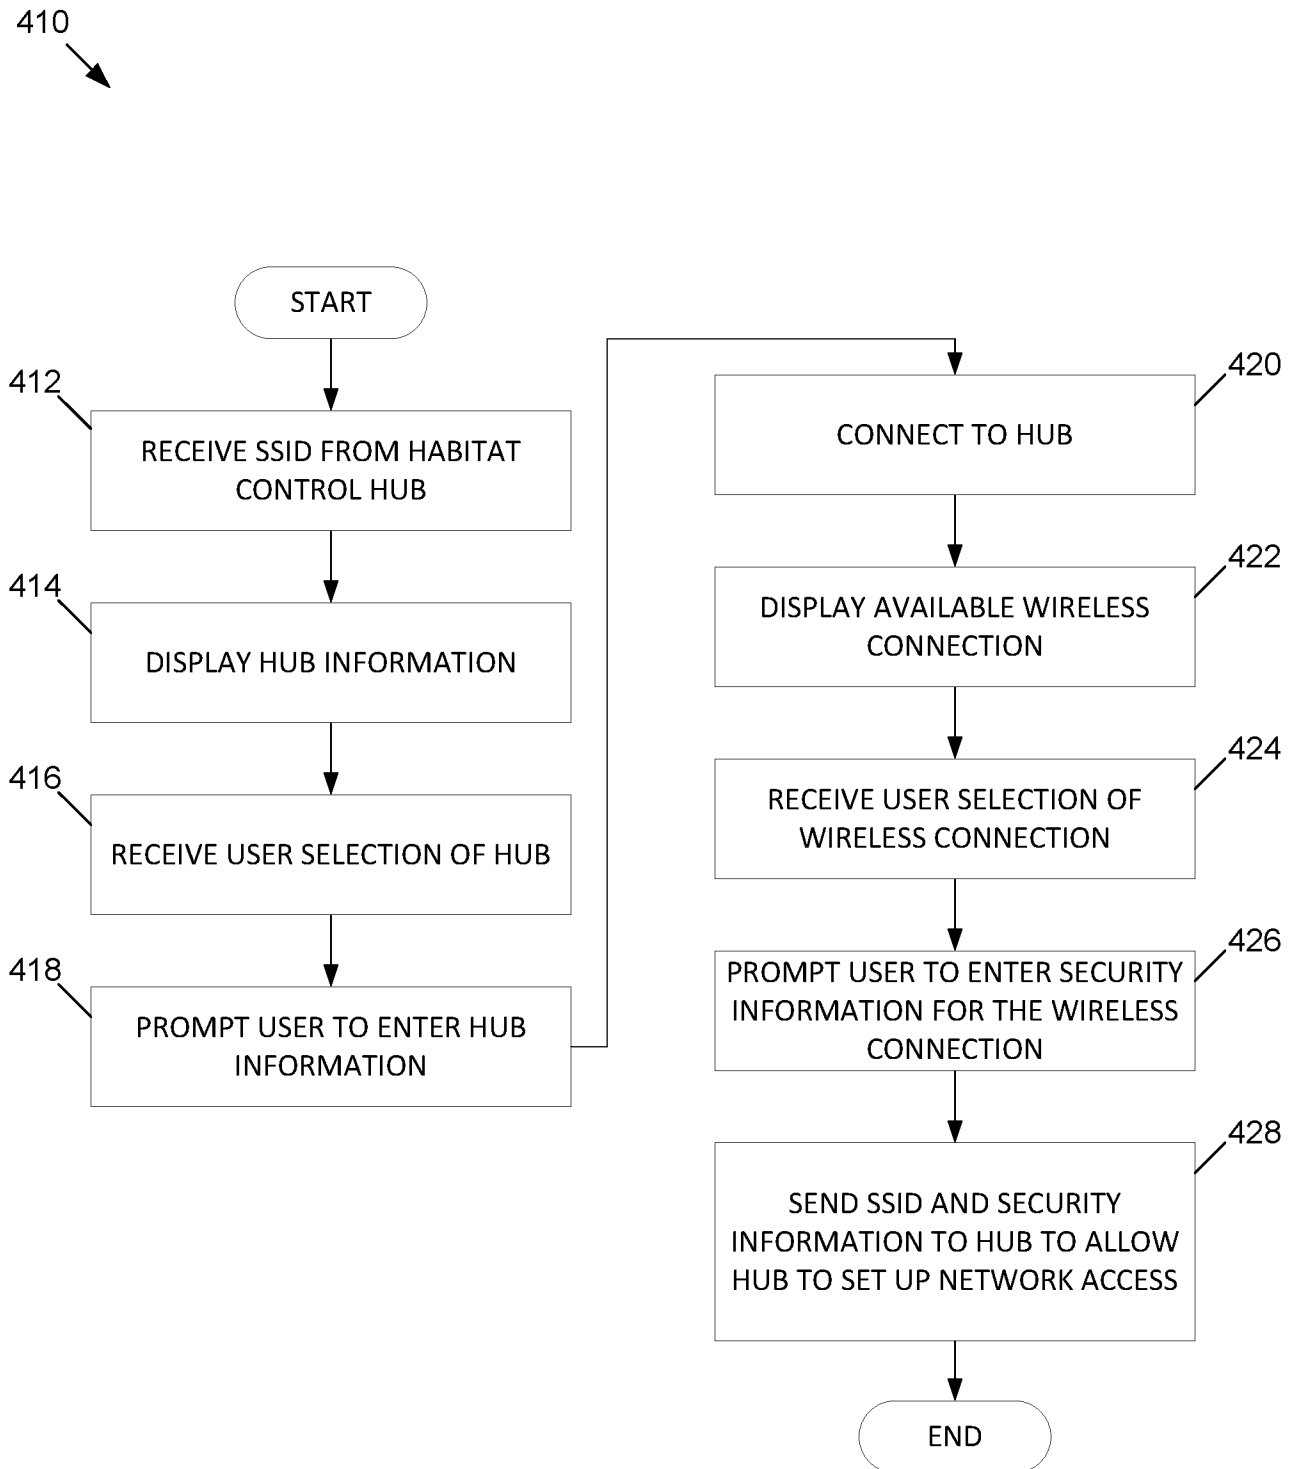 410
START
412
RECEIVE SSID FROM HABITAT
CONTROL HUB
414
DISPLAY HUB INFORMATION
416
RECEIVE USER SELECTION OF HUB
418
PROMPT USER TO ENTER HUB
INFORMATION
420
CONNECT TO HUB
422
DISPLAY AVAILABLE WIRELESS
CONNECTION
424
RECEIVE USER SELECTION OF
WIRELESS CONNECTION
426
PROMPT USER TO ENTER SECURITY
INFORMATION FOR THE WIRELESS
CONNECTION
428
SEND SSID AND SECURITY
INFORMATION TO HUB TO ALLOW
HUB TO SET UP NETWORK ACCESS
END